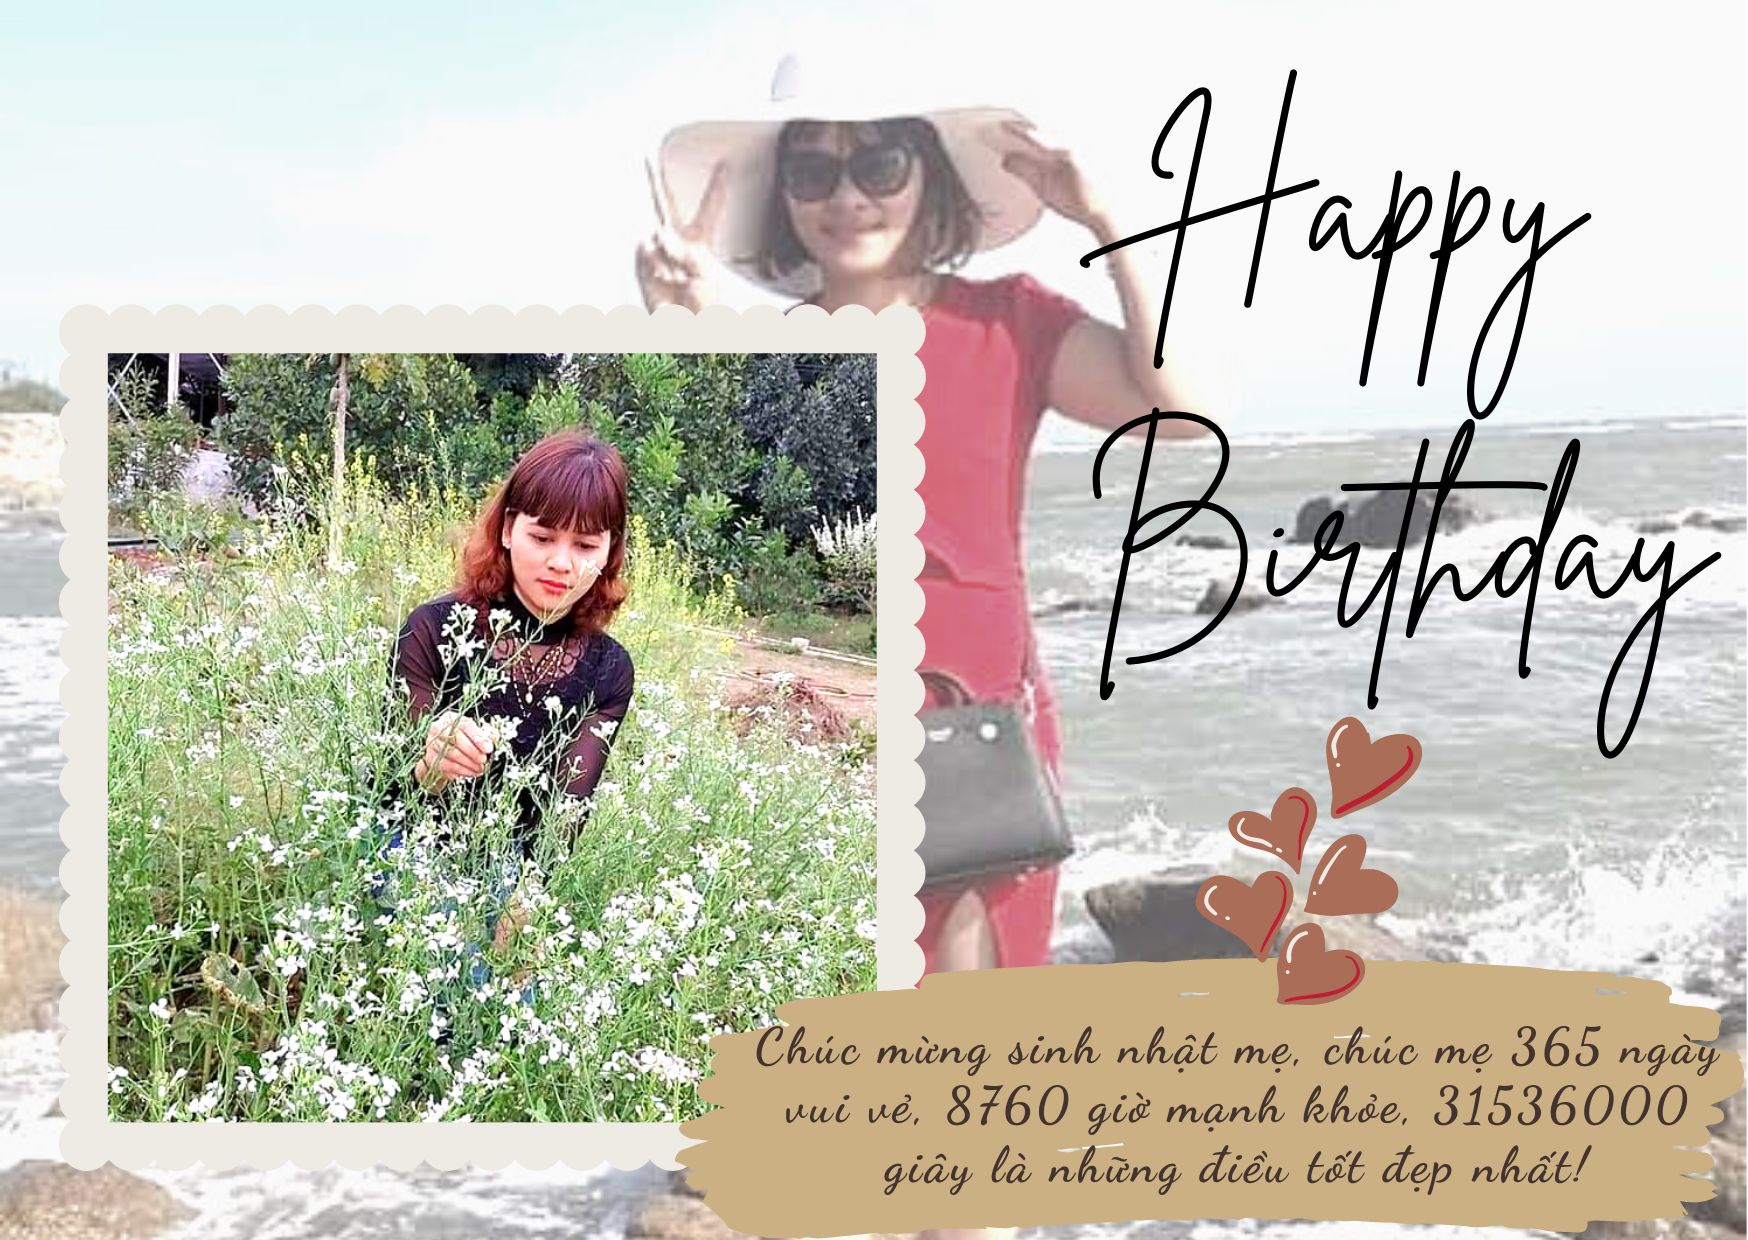 Happy
Birthday
Chúc mừng sinh nhật mẹ, chúc mẹ 365 ngày
vui vẻ, 8760 giờ mạnh khỏe, 31536000
giây là những điều tốt đẹp nhất!